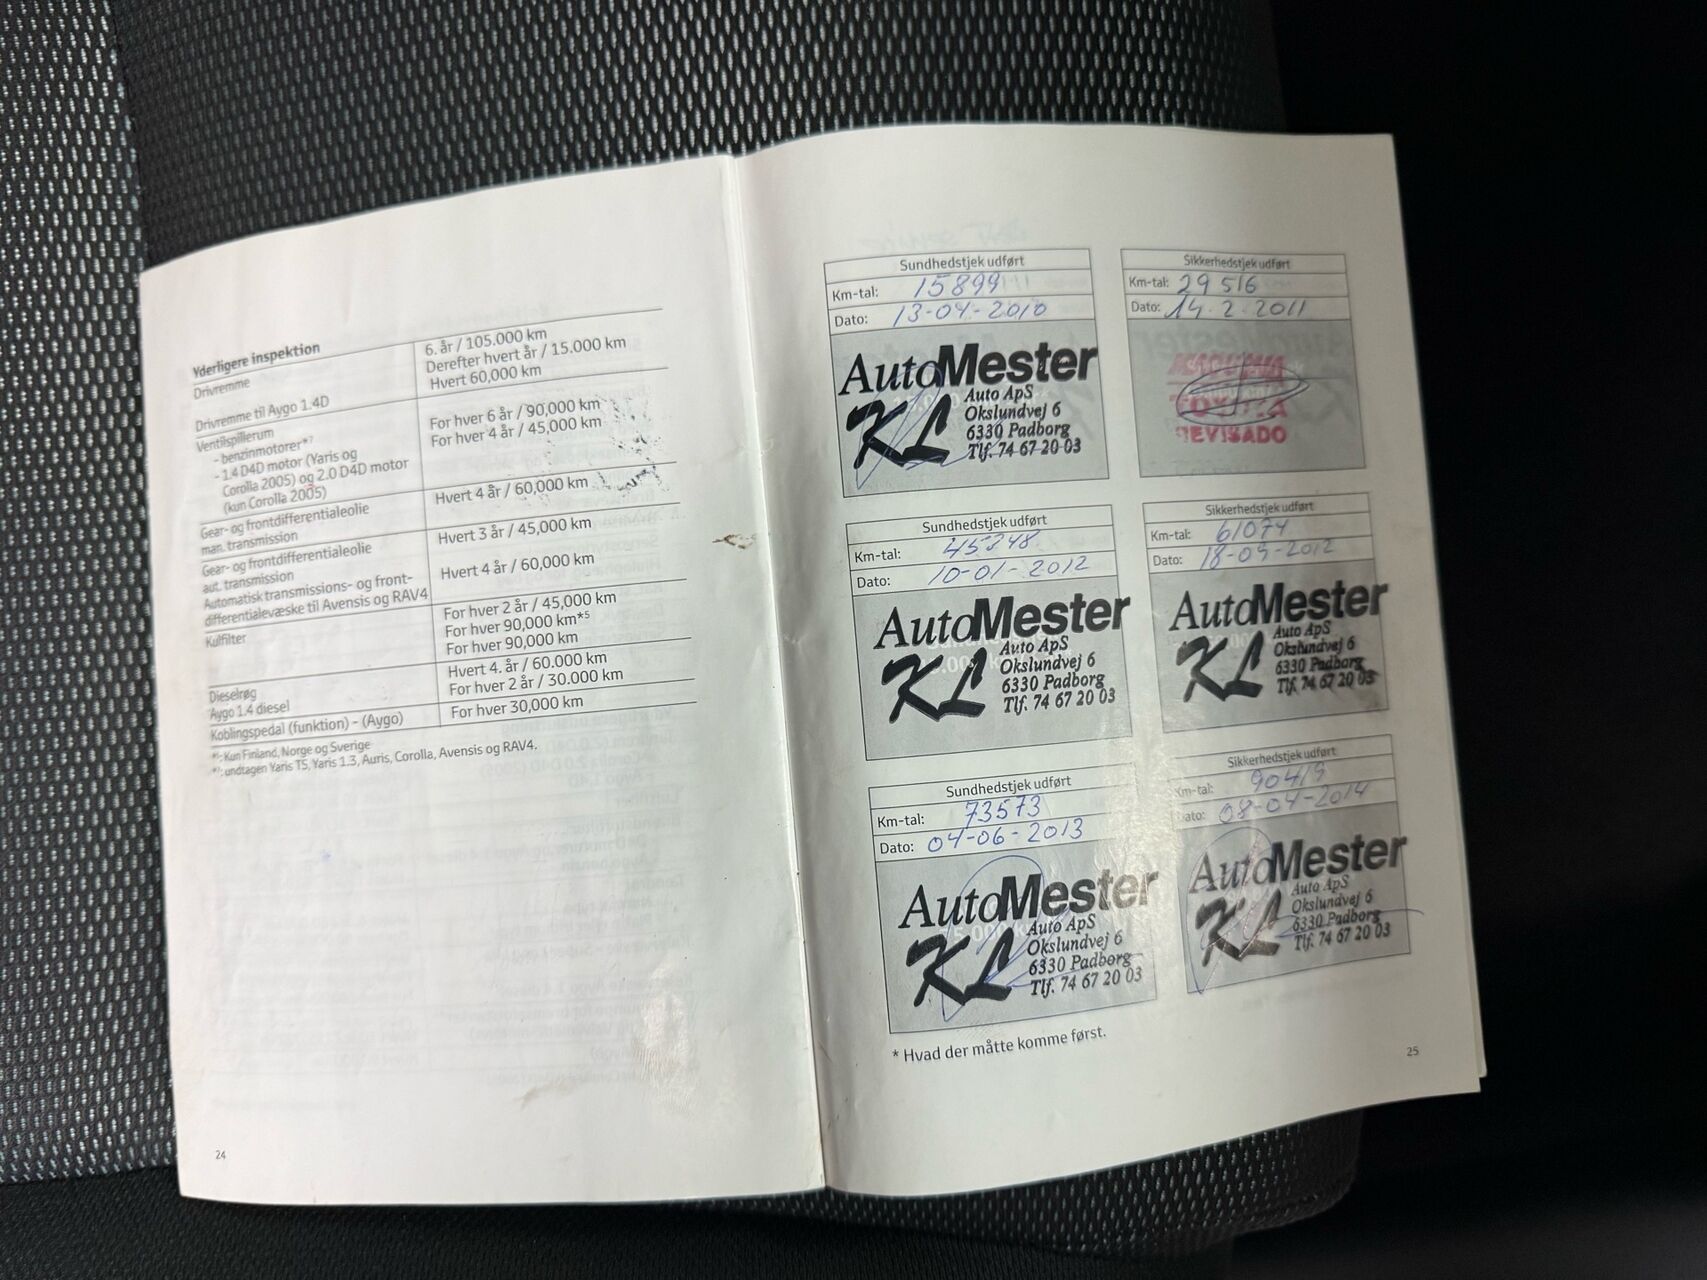 Yderligere inspektion
Drivremme
6. år / 105.000 km
Derefter hvert år / 15.000 km
Drivremme til Aygo 1.4D
Hvert 60,000 km
Ventilspillerum
- benzinmotorer*⁷
For hver 6 år / 90,000 km
- 1.4 D4D motor (Yaris og
Corolla 2005) og 2.0 D4D motor
(kun Corolla 2005)
For hver 4 år / 45,000 km
Gear- og frontdifferentialeolie
man. transmission
Hvert 4 år / 60,000 km
Gear- og frontdifferentialeolie
aut. transmission
Hvert 3 år / 45,000 km
Automatisk transmissions- og front-
differentialevæske til Avensis og RAV4
Hvert 4 år / 60,000 km
Kulfilter
For hver 2 år / 45,000 km
For hver 90,000 km*⁵
For hver 90,000 km
Dieselrøg
Hvert 4. år / 60.000 km
Aygo 1.4 diesel
For hver 2 år / 30.000 km
Koblingspedal (funktion) - (Aygo)
For hver 30,000 km
: Kun Finland, Norge og Sverige
: undtagen Yaris TS, Yaris 1.3, Auris, Corolla, Avensis og RAV4.
24
Sundhedstjek udført
Km-tal: 15899
Dato: 13-04-2010
AutoMester
KL
Auto ApS
Okslundvej 6
6330 Padborg
Tlf. 74 67 20 03
Sikkerhedstjek udført
Km-tal: 29516
Dato: 14.2.2011
REVISADO
Sundhedstjek udført
Km-tal:
Dato: 10-01-2012
AutoMester
KL
Auto ApS
Okslundvej 6
6330 Padborg
Tlf. 74 67 20 03
Sikkerhedstjek udført
Km-tal: 61074
Dato:
AutoMester
KL
Auto ApS
Okslundvej 6
6330 Padborg
Tlf. 74 67 20 03
Sundhedstjek udført
Km-tal: 73573
Dato: 04-06-2013
AutoMester
KL
Auto ApS
Okslundvej 6
6330 Padborg
Tlf. 74 67 20 03
Sikkerhedstjek udført
Km-tal: 90419
Dato: 08-04-2014
AutoMester
KL
Auto ApS
Okslundvej 6
6330 Padborg
Tlf. 74 67 20 03
* Hvad der måtte komme først.
25